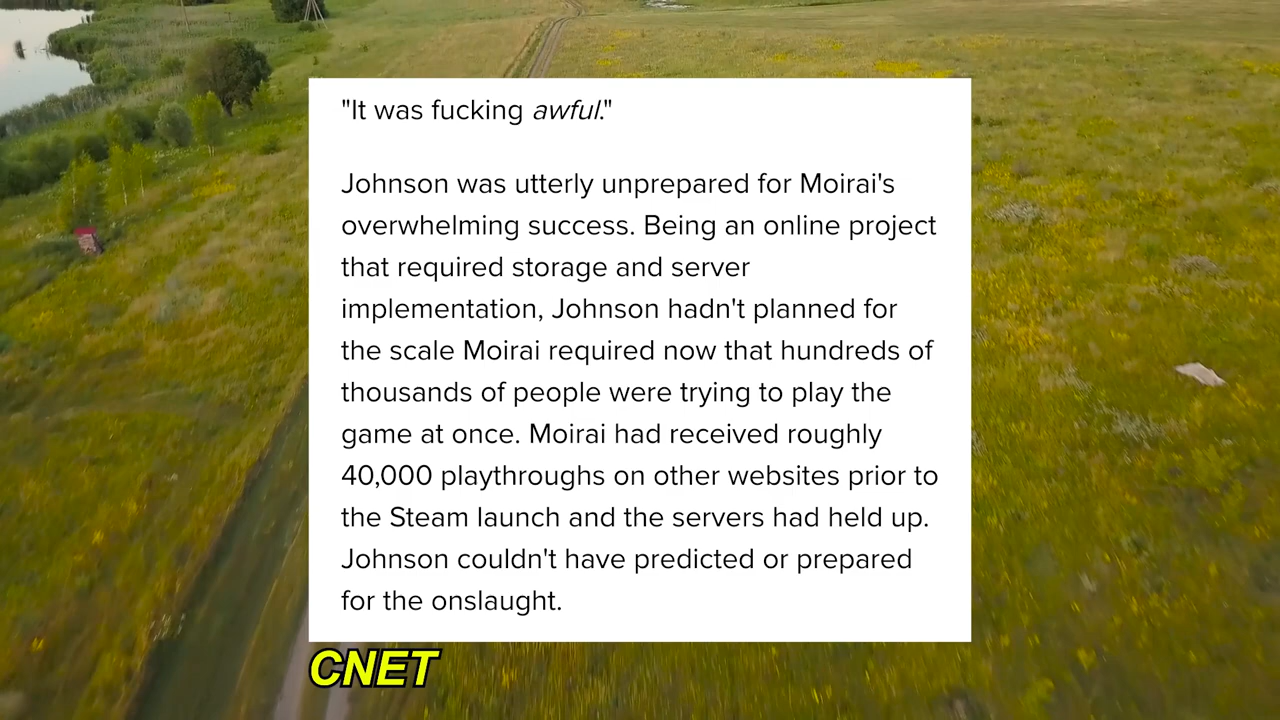 "It was fucking awful."
Johnson was utterly unprepared for Moirai's
overwhelming success. Being an online project
that required storage and server
implementation, Johnson hadn't planned for
the scale Moirai required now that hundreds of
thousands of people were trying to play the
game at once. Moirai had received roughly
40,000 playthroughs on other websites prior to
the Steam launch and the servers had held up.
Johnson couldn't have predicted or prepared
for the onslaught.
CNET